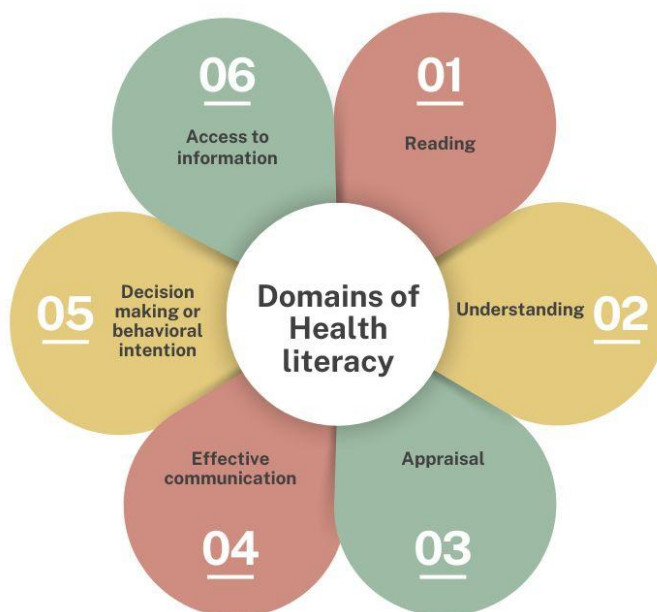 Domains of
Health
literacy
01
Reading
Understanding
02
Appraisal
03
Effective
communication
04
05
Decision
making or
behavioral
intention
06
Access to
information